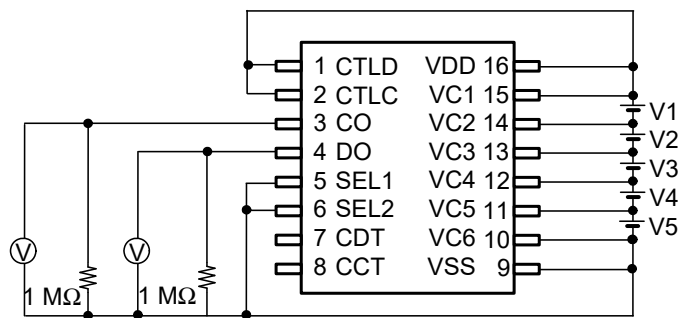 1 CTLD VDD 16
2 CTLC VC1 15
3 CO VC2 14
4 DO VC3 13
5 SEL1 VC4 12
6 SEL2 VC5 11
7 CDT VC6 10
8 CCT VSS 9
V1
V2
V3
V4
V5
V V
1 MΩ 1 MΩ